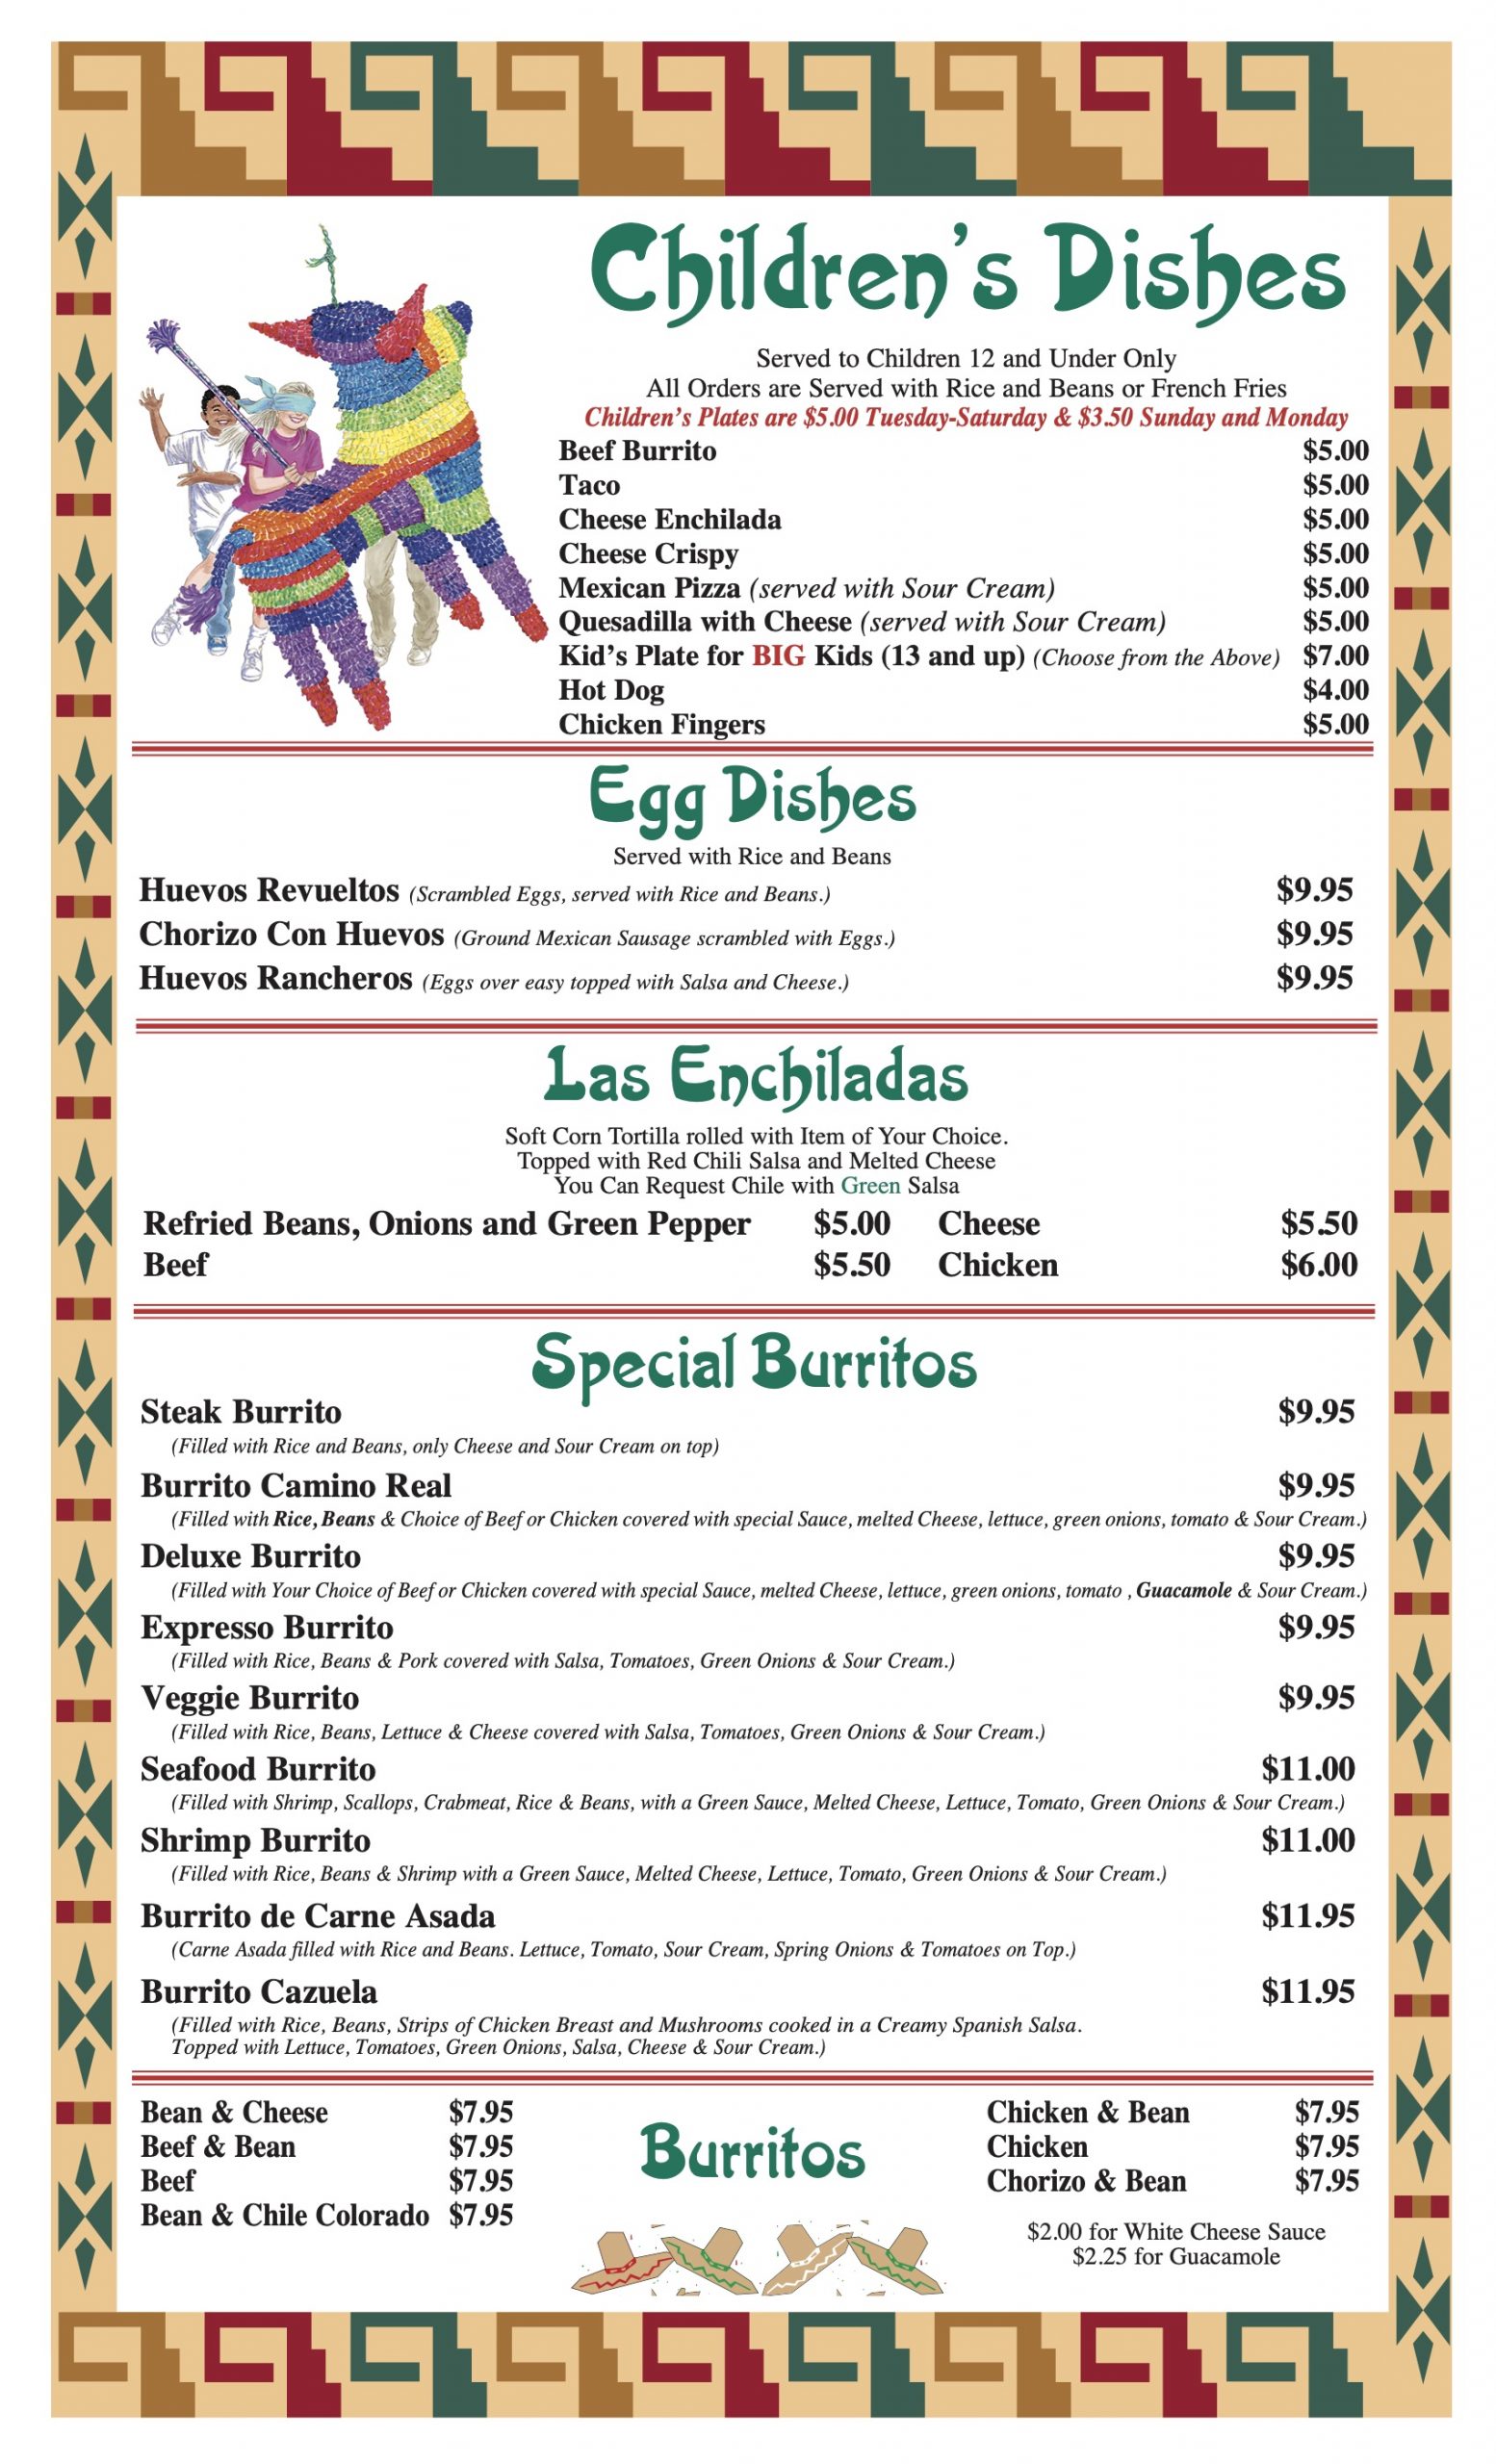 Children's Dishes
Served to Children 12 and Under Only
All Orders are Served with Rice and Beans or French Fries
Children's Plates are $5.00 Tuesday-Saturday & $3.50 Sunday and Monday
Beef Burrito $5.00
Taco $5.00
Cheese Enchilada $5.00
Cheese Crispy $5.00
Mexican Pizza (served with Sour Cream) $5.00
Quesadilla with Cheese (served with Sour Cream) $5.00
Kid's Plate for BIG Kids (13 and up) (Choose from the Above) $7.00
Hot Dog $4.00
Chicken Fingers $5.00
Egg Dishes
Served with Rice and Beans
Huevos Revueltos (Scrambled Eggs, served with Rice and Beans.) $9.95
Chorizo Con Huevos (Ground Mexican Sausage scrambled with Eggs.) $9.95
Huevos Rancheros (Eggs over easy topped with Salsa and Cheese.) $9.95
Las Enchiladas
Soft Corn Tortilla rolled with Item of Your Choice.
Topped with Red Chili Salsa and Melted Cheese
You Can Request Chile with Green Salsa
Refried Beans, Onions and Green Pepper $5.00 Cheese $5.50
Beef $5.50 Chicken $6.00
Special Burritos
Steak Burrito $9.95
(Filled with Rice and Beans, only Cheese and Sour Cream on top)
Burrito Camino Real $9.95
(Filled with Rice, Beans & Choice of Beef or Chicken covered with special Sauce, melted Cheese, lettuce, green onions, tomato & Sour Cream.)
Deluxe Burrito $9.95
(Filled with Your Choice of Beef or Chicken covered with special Sauce, melted Cheese, lettuce, green onions, tomato , Guacamole & Sour Cream.)
Expresso Burrito $9.95
(Filled with Rice, Beans & Pork covered with Salsa, Tomatoes, Green Onions & Sour Cream.)
Veggie Burrito $9.95
(Filled with Rice, Beans, Lettuce & Cheese covered with Salsa, Tomatoes, Green Onions & Sour Cream.)
Seafood Burrito $11.00
(Filled with Shrimp, Scallops, Crabmeat, Rice & Beans, with a Green Sauce, Melted Cheese, Lettuce, Tomato, Green Onions & Sour Cream.)
Shrimp Burrito $11.00
(Filled with Rice, Beans & Shrimp with a Green Sauce, Melted Cheese, Lettuce, Tomato, Green Onions & Sour Cream.)
Burrito de Carne Asada $11.95
(Carne Asada filled with Rice and Beans. Lettuce, Tomato, Sour Cream, Spring Onions & Tomatoes on Top.)
Burrito Cazuela $11.95
(Filled with Rice, Beans, Strips of Chicken Breast and Mushrooms cooked in a Creamy Spanish Salsa.
Topped with Lettuce, Tomatoes, Green Onions, Salsa, Cheese & Sour Cream.)
Burritos
Bean & Cheese $7.95
Beef & Bean $7.95
Beef $7.95
Bean & Chile Colorado $7.95
Chicken & Bean $7.95
Chicken $7.95
Chorizo & Bean $7.95
$2.00 for White Cheese Sauce
$2.25 for Guacamole